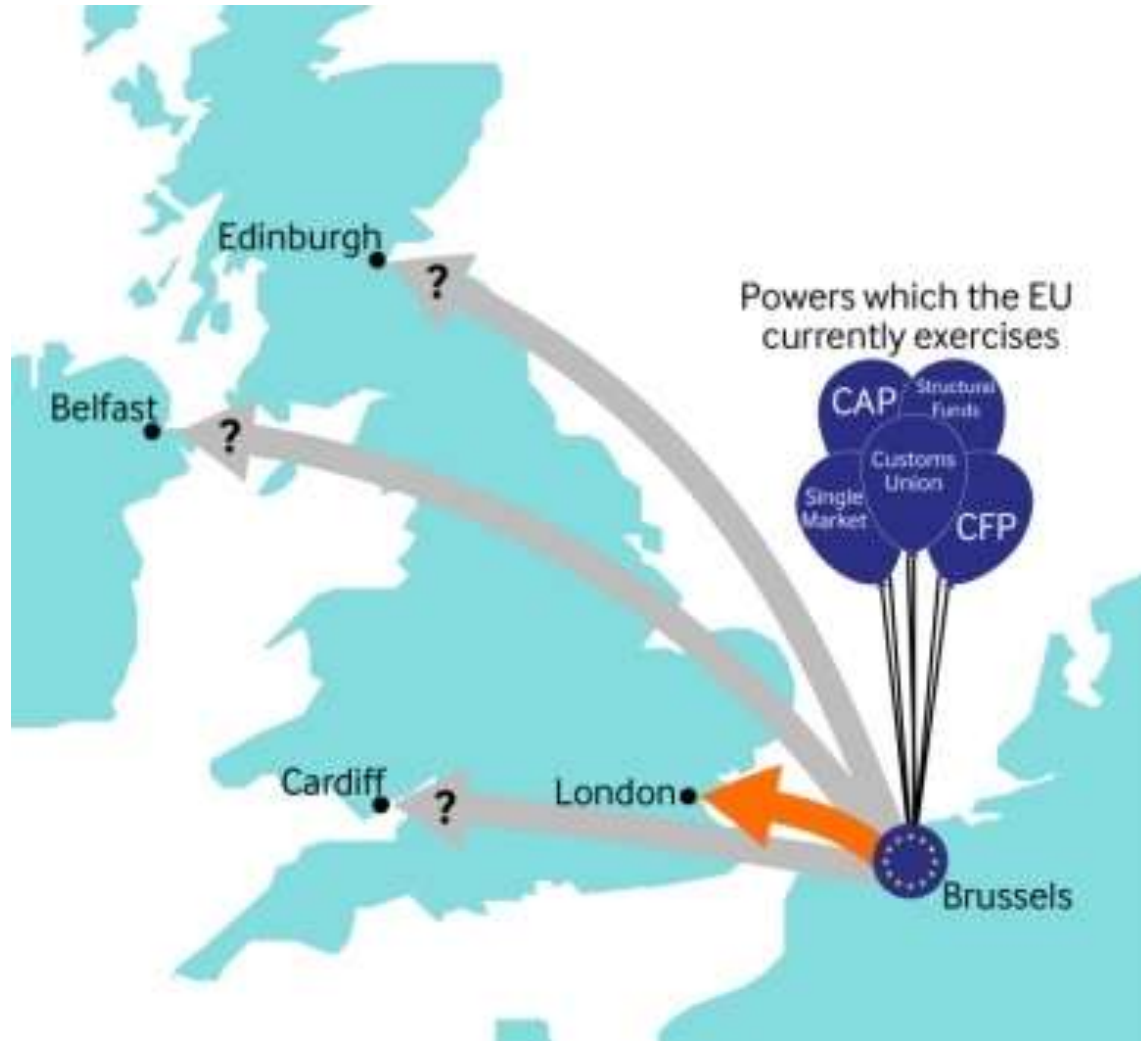 Edinburgh
?
Powers which the EU
currently exercises
Belfast
?
CAP
Structural
Funds
Customs
Union
Single
Market
CFP
Cardiff
?
London
Brussels